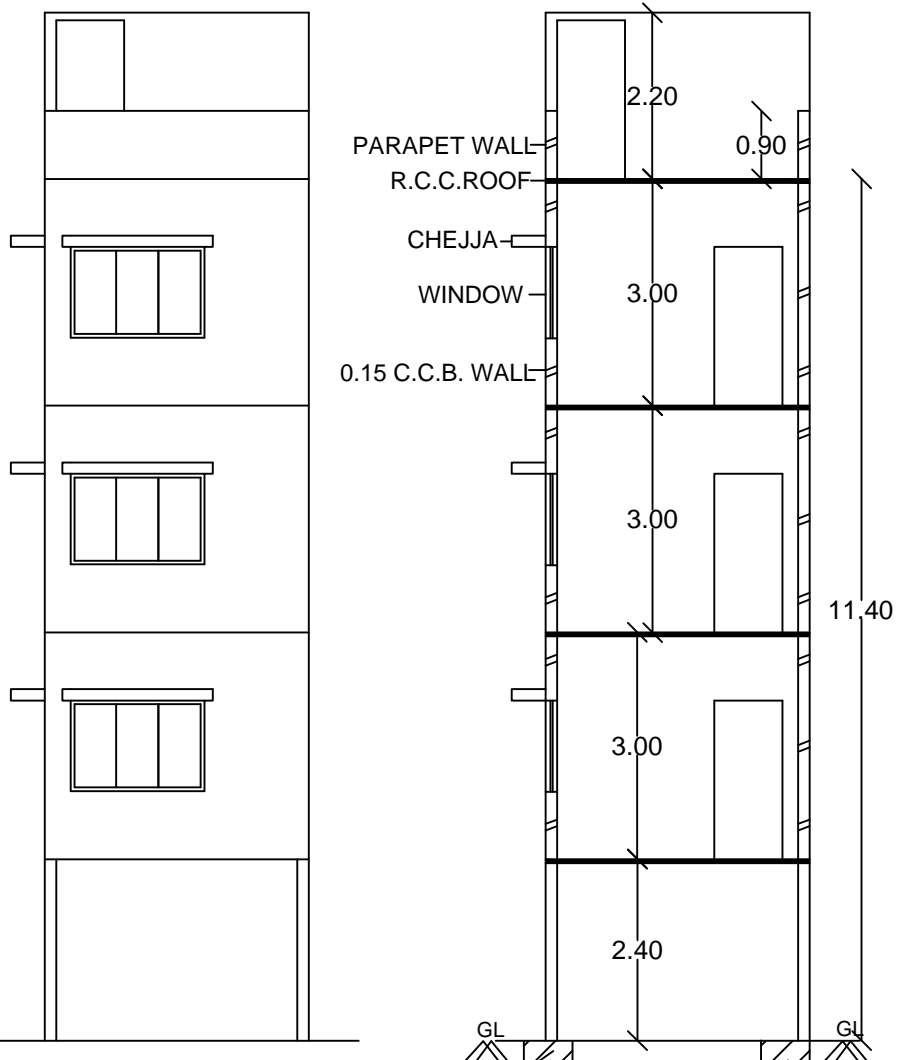 2.20
PARAPET WALL
0.90
R.C.C.ROOF
CHEJJA
WINDOW
3.00
0.15 C.C.B. WALL
3.00
11.40
3.00
2.40
GL
GL